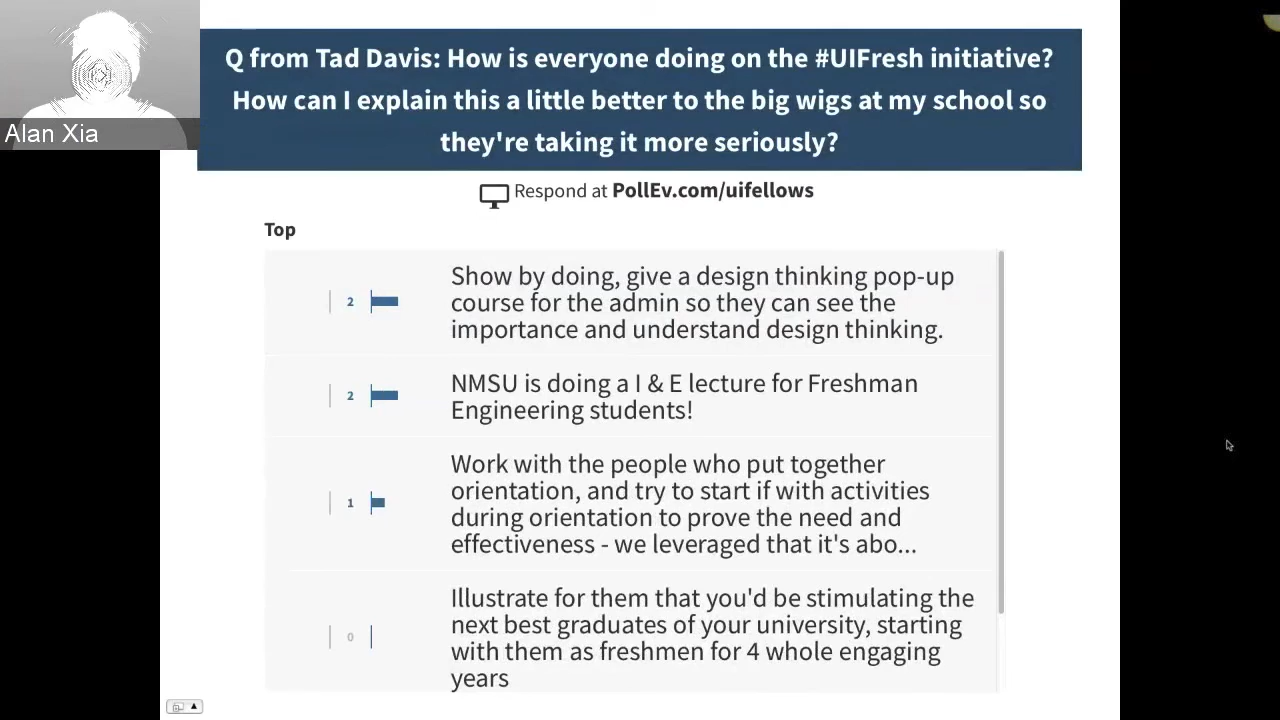 Q from Tad Davis: How is everyone doing on the #UIFresh initiative?
How can I explain this a little better to the big wigs at my school so
they're taking it more seriously?
Alan Xia
Respond at PollEv.com/uifellows
Top
2
Show by doing, give a design thinking pop-up
course for the admin so they can see the
importance and understand design thinking.
2
NMSU is doing a I & E lecture for Freshman
Engineering students!
1
Work with the people who put together
orientation, and try to start if with activities
during orientation to prove the need and
effectiveness - we leveraged that it's abo...
0
Illustrate for them that you'd be stimulating the
next best graduates of your university, starting
with them as freshmen for 4 whole engaging
years